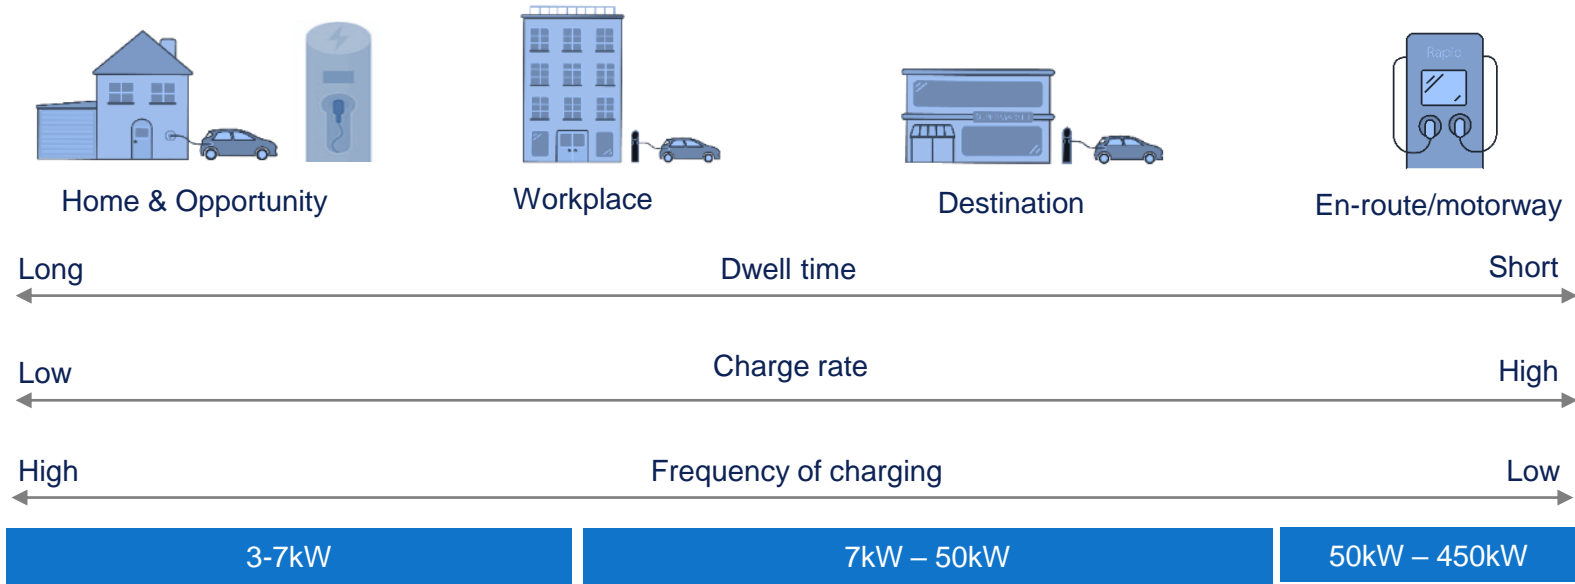 Rapid
Home & Opportunity
Workplace
Destination
En-route/motorway
Long
Dwell time
Short
Low
Charge rate
High
High
Frequency of charging
Low
3-7kW
7kW – 50kW
50kW – 450kW